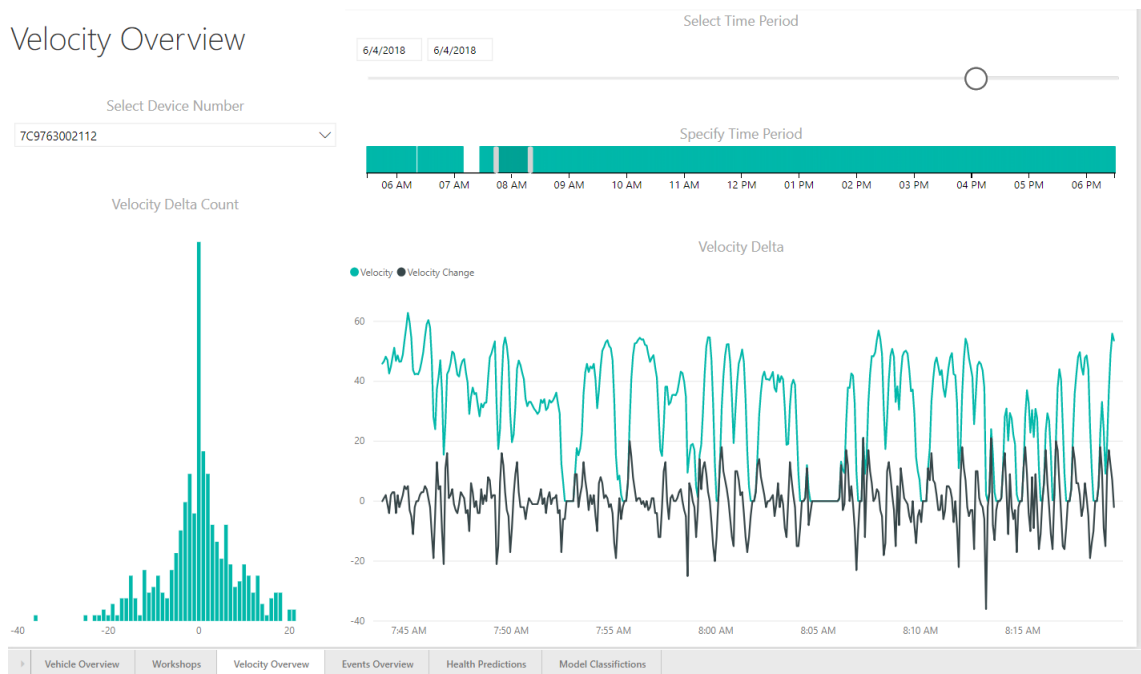 Velocity Overview
Select Time Period
6/4/2018 6/4/2018
Select Device Number
7C9763002112
Specify Time Period
06 AM 07 AM 08 AM 09 AM 10 AM 11 AM 12 PM 01 PM 02 PM 03 PM 04 PM 05 PM 06 PM
Velocity Delta Count
-40 -20 0 20
Velocity Delta
Velocity Velocity Change
60
40
20
0
-20
-40
7:45 AM 7:50 AM 7:55 AM 8:00 AM 8:05 AM 8:10 AM 8:15 AM
Vehicle Overview Workshops Velocity Overview Events Overview Health Predictions Model Classifictions